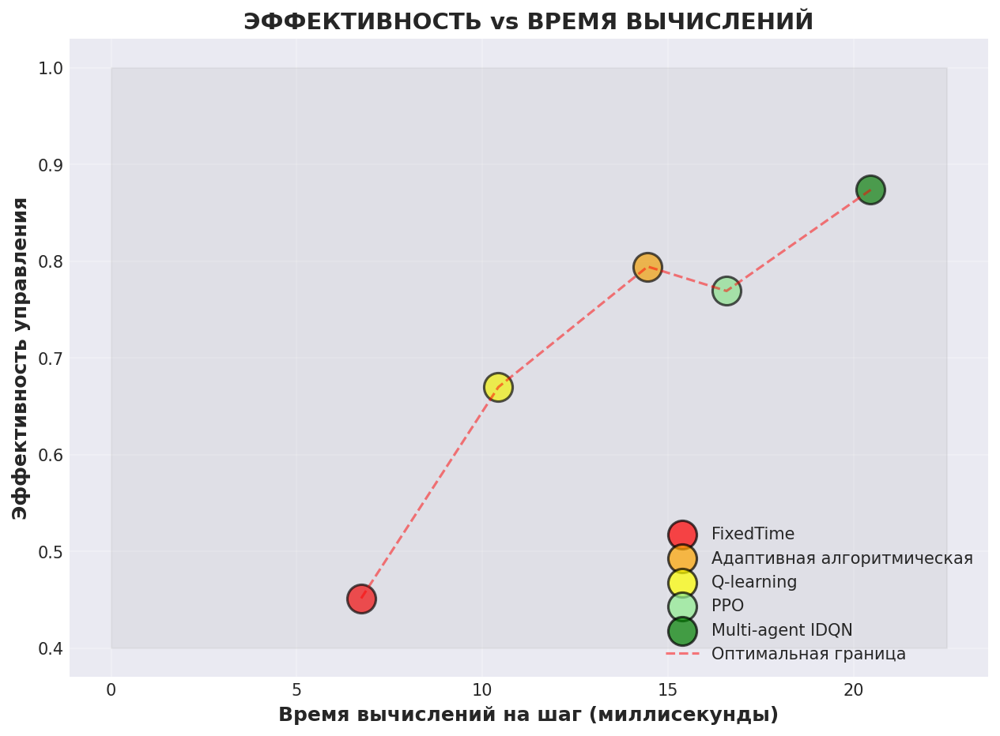 ЭФФЕКТИВНОСТЬ vs ВРЕМЯ ВЫЧИСЛЕНИЙ
Эффективность управления
1.0
0.9
0.8
0.7
0.6
0.5
0.4
FixedTime
Адаптивная алгоритмическая
Q-learning
PPO
Multi-agent IDQN
Оптимальная граница
0 5 10 15 20
Время вычислений на шаг (миллисекунды)